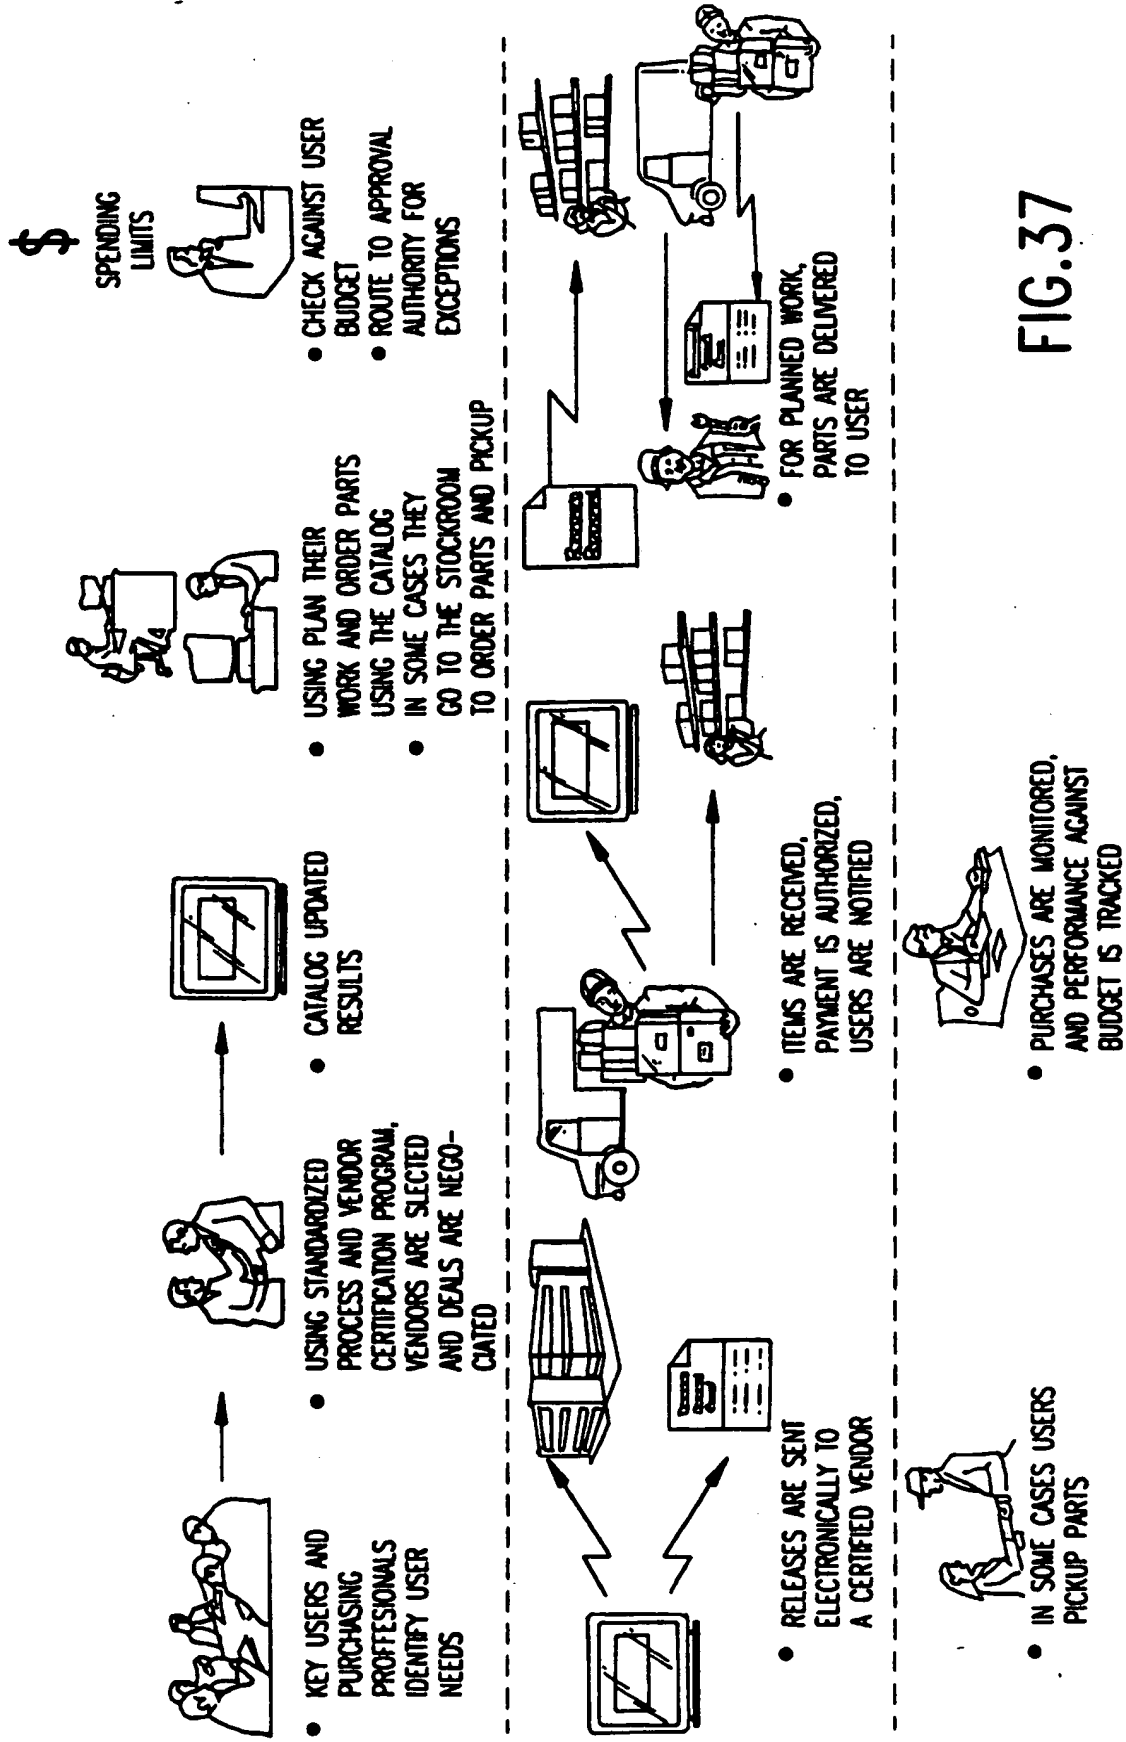 ● KEY USERS AND
PURCHASING
PROFFESIONALS
IDENTIFY USER
NEEDS
● USING STANDARDIZED
PROCESS AND VENDOR
CERTIFICATION PROGRAM,
VENDORS ARE SLECTED
AND DEALS ARE NEGO-
CIATED
● CATALOG UPDATED
RESULTS
● USING PLAN THEIR
WORK AND ORDER PARTS
USING THE CATALOG
● IN SOME CASES THEY
GO TO THE STOCKROOM
TO ORDER PARTS AND PICKUP
$
SPENDING
LIMITS
● CHECK AGAINST USER
BUDGET
● ROUTE TO APPROVAL
AUTHORITY FOR
EXCEPTIONS
● RELEASES ARE SENT
ELECTRONICALLY TO
A CERTIFIED VENDOR
● ITEMS ARE RECEIVED,
PAYMENT IS AUTHORIZED,
USERS ARE NOTIFIED
● FOR PLANNED WORK,
PARTS ARE DELIVERED
TO USER
● IN SOME CASES USERS
PICKUP PARTS
● PURCHASES ARE MONITORED,
AND PERFORMANCE AGAINST
BUDGET IS TRACKED
FIG.37